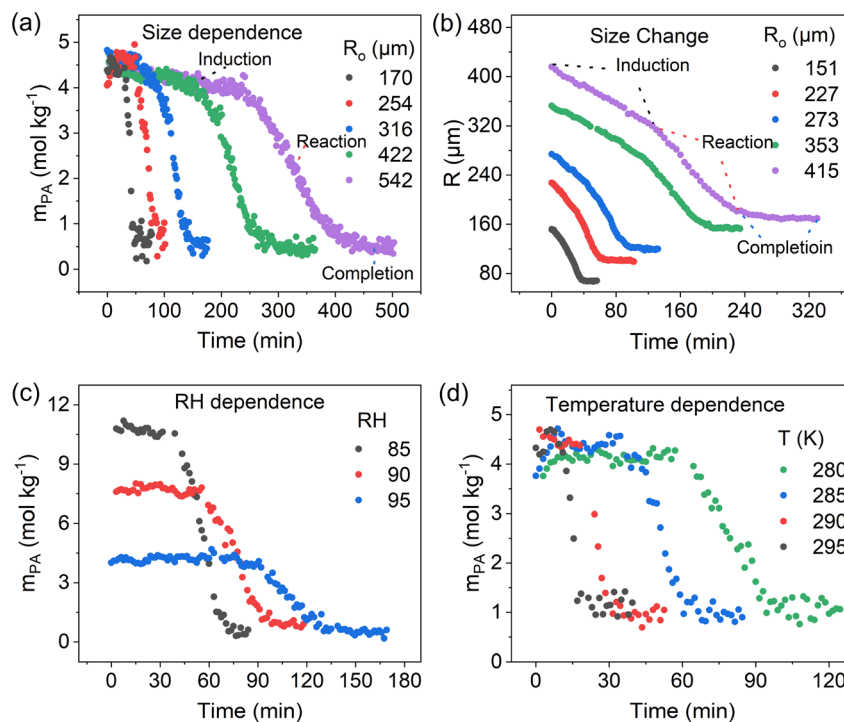 (a)
Size dependence
R₀ (μm)
170
254
316
422
542
Induction
Reaction
Completion
mPA (mol kg⁻¹)
5
4
3
2
1
0
0 100 200 300 400 500
Time (min)
(b)
Size Change
R₀ (μm)
151
227
273
353
415
Induction
Reaction
Completioin
R (μm)
480
400
320
240
160
80
0 80 160 240 320
Time (min)
(c)
RH dependence
RH
85
90
95
mPA (mol kg⁻¹)
12
9
6
3
0
0 30 60 90 120 150 180
Time (min)
(d)
Temperature dependence
T (K)
280
285
290
295
mPA (mol kg⁻¹)
5
4
3
2
1
0
0 30 60 90 120
Time (min)